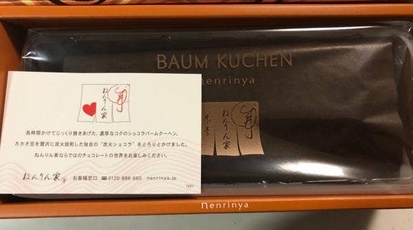 BAUM KUCHEN
nenrinya
ねんりん家
長時間かけてじっくり焼きあげた、濃厚なコクのショコラバームクーヘン。
カカオ豆を贅沢に炭火焙煎した独自の“炭火ショコラ”をとろりとかけました。
ねんりん家ならではのチョコレートの世界をお楽しみください。
ねんりん家 お客様窓口 0120-869-660 nenrinya.jp
nenrinya